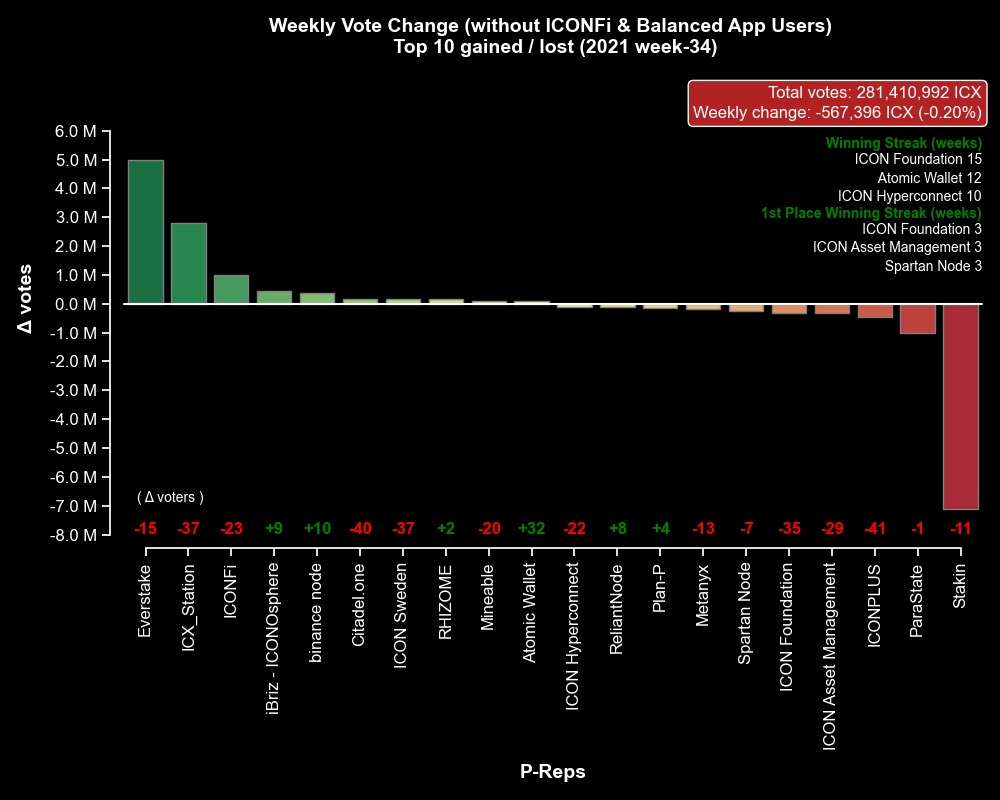 Weekly Vote Change (without ICONFi & Balanced App Users)
Top 10 gained / lost (2021 week-34)
Total votes: 281,410,992 ICX
Weekly change: -567,396 ICX (-0.20%)
Winning Streak (weeks)
ICON Foundation 15
Atomic Wallet 12
ICON Hyperconnect 10
1st Place Winning Streak (weeks)
ICON Foundation 3
ICON Asset Management 3
Spartan Node 3
Δ votes
6.0 M
5.0 M
4.0 M
3.0 M
2.0 M
1.0 M
0.0 M
-1.0 M
-2.0 M
-3.0 M
-4.0 M
-5.0 M
-6.0 M
-7.0 M
-8.0 M
( Δ voters )
-15 -37 -23 +9 +10 -40 -37 +2 -20 +32 -22 +8 +4 -13 -7 -35 -29 -41 -1 -11
Everstake
ICX_Station
ICONFi
iBriz - ICONOsphere
binance node
Citadel.one
ICON Sweden
RHIZOME
Mineable
Atomic Wallet
ICON Hyperconnect
ReliantNode
Plan-P
Metanyx
Spartan Node
ICON Foundation
ICON Asset Management
ICONPLUS
ParaState
Stakin
P-Reps